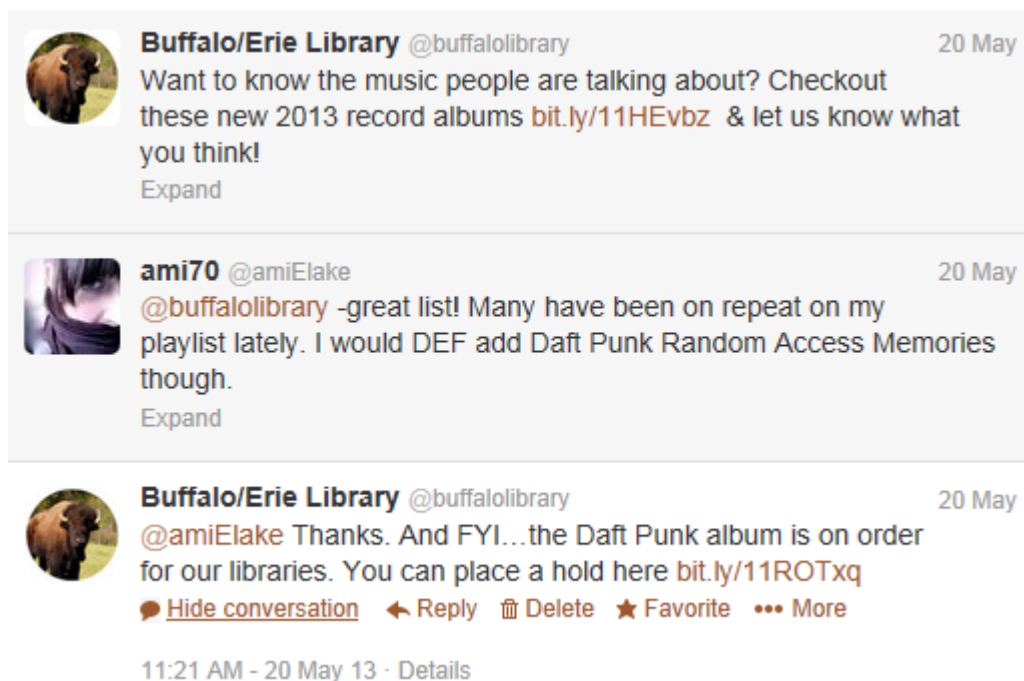 Buffalo/Erie Library @buffalolibrary 20 May
Want to know the music people are talking about? Checkout
these new 2013 record albums bit.ly/11HEvbz & let us know what
you think!
Expand
ami70 @amiElake 20 May
@buffalolibrary -great list! Many have been on repeat on my
playlist lately. I would DEF add Daft Punk Random Access Memories
though.
Expand
Buffalo/Erie Library @buffalolibrary 20 May
@amiElake Thanks. And FYI...the Daft Punk album is on order
for our libraries. You can place a hold here bit.ly/11ROTxq
Hide conversation Reply Delete Favorite More
11:21 AM - 20 May 13 · Details